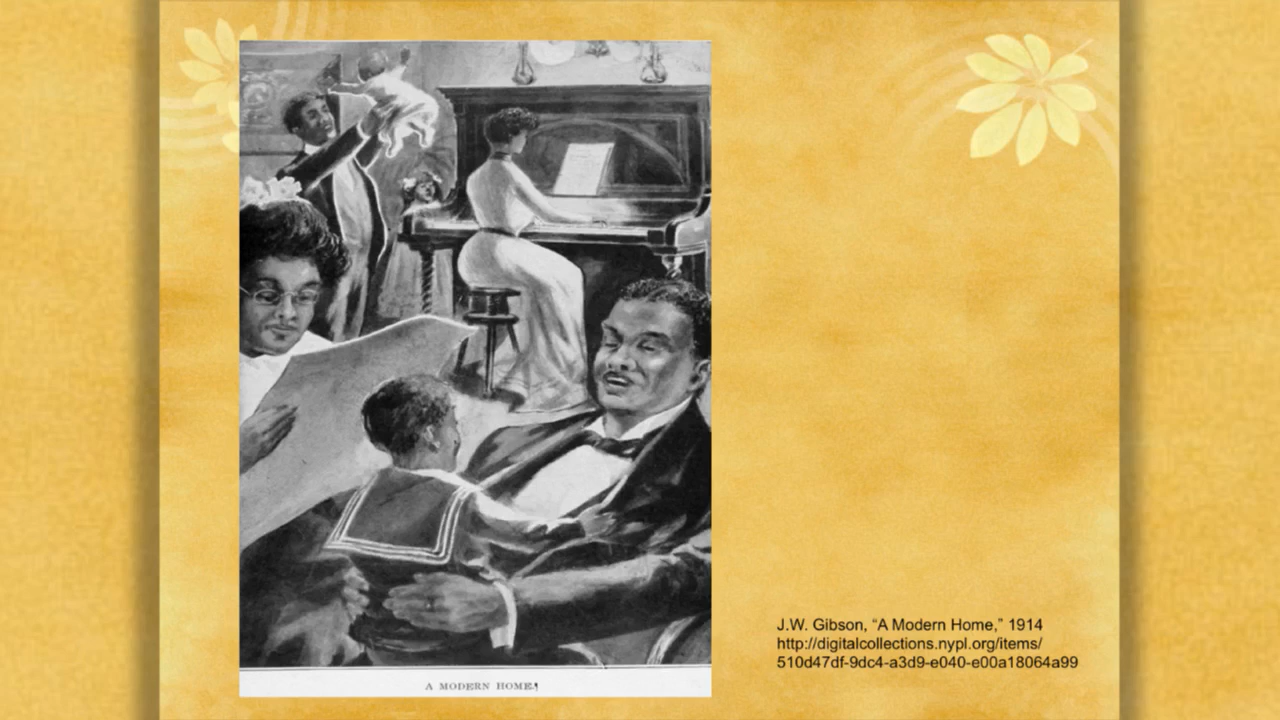 A MODERN HOME.
J.W. Gibson, “A Modern Home,” 1914
http://digitalcollections.nypl.org/items/
510d47df-9dc4-a3d9-e040-e00a18064a99